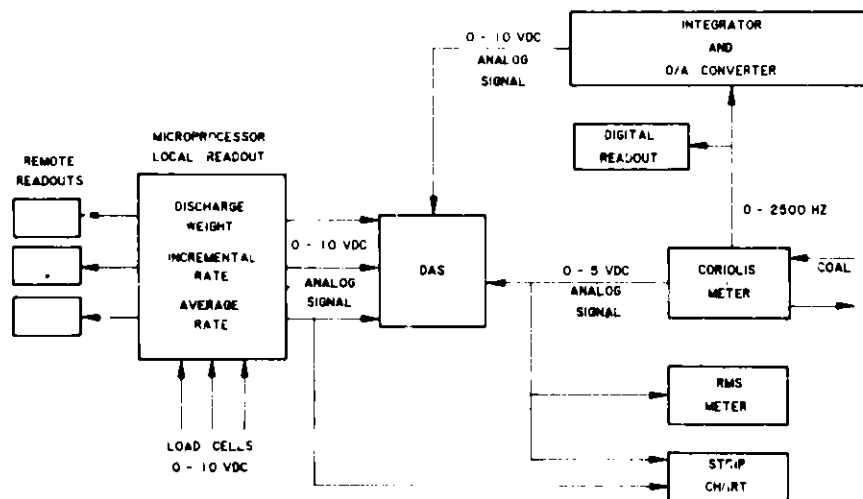 INTEGRATOR
AND
D/A CONVERTER
0 - 10 VDC
ANALOG
SIGNAL
DIGITAL
READOUT
MICROPROCESSOR
LOCAL READOUT
REMOTE
READOUTS
DISCHARGE
WEIGHT
INCREMENTAL
RATE
AVERAGE
RATE
0 - 10 VDC
ANALOG
SIGNAL
DAS
0 - 5 VDC
ANALOG
SIGNAL
0 - 2500 HZ
CORIOLIS
METER
COAL
RMS
METER
STRIP
CHART
LOAD CELLS
0 - 10 VDC